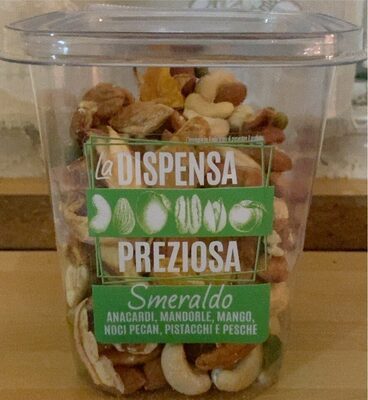 La DISPENSA
PREZIOSA
Smeraldo
ANACARDI, MANDORLE, MANGO,
NOCI PECAN, PISTACCHI E PESCHE